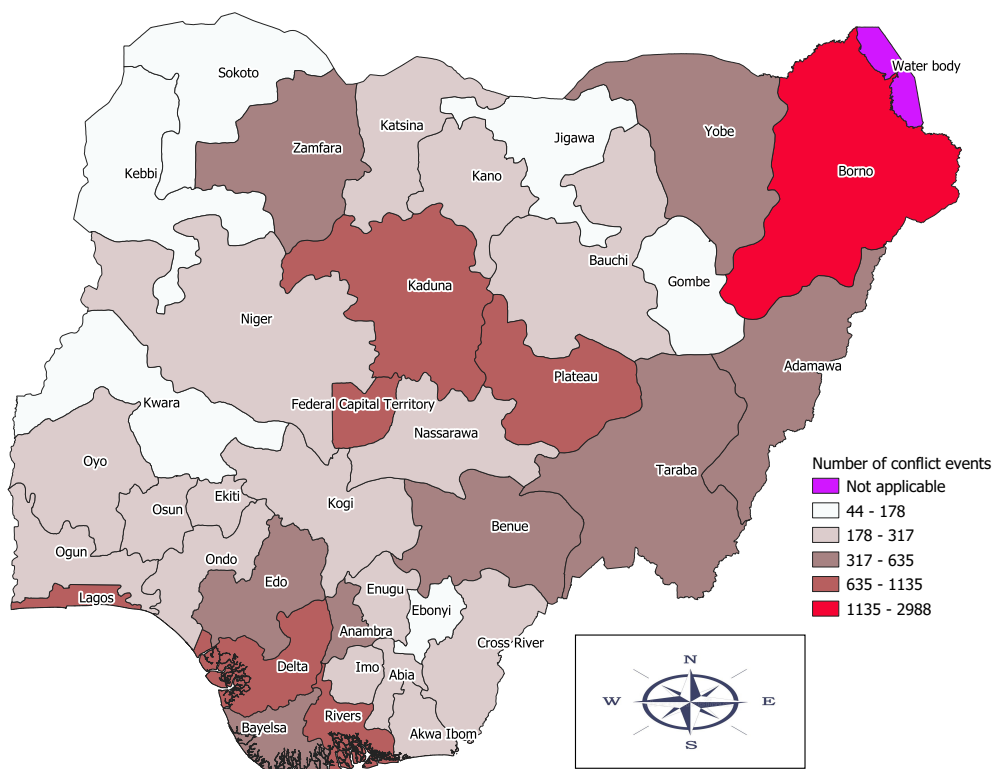 Water body
Sokoto
Katsina
Yobe
Jigawa
Zamfara
Borno
Kebbi
Kano
Bauchi
Gombe
Kaduna
Niger
Adamawa
Plateau
Kwara
Federal Capital Territory
Nassarawa
Oyo
Taraba
Ekiti
Osun
Kogi
Benue
Ogun
Ondo
Edo
Enugu
Lagos
Ebonyi
Anambra
Cross River
Delta
Imo
Abia
Rivers
Bayelsa
Akwa Ibom
Number of conflict events
Not applicable
44 - 178
178 - 317
317 - 635
635 - 1135
1135 - 2988
N
W
E
S